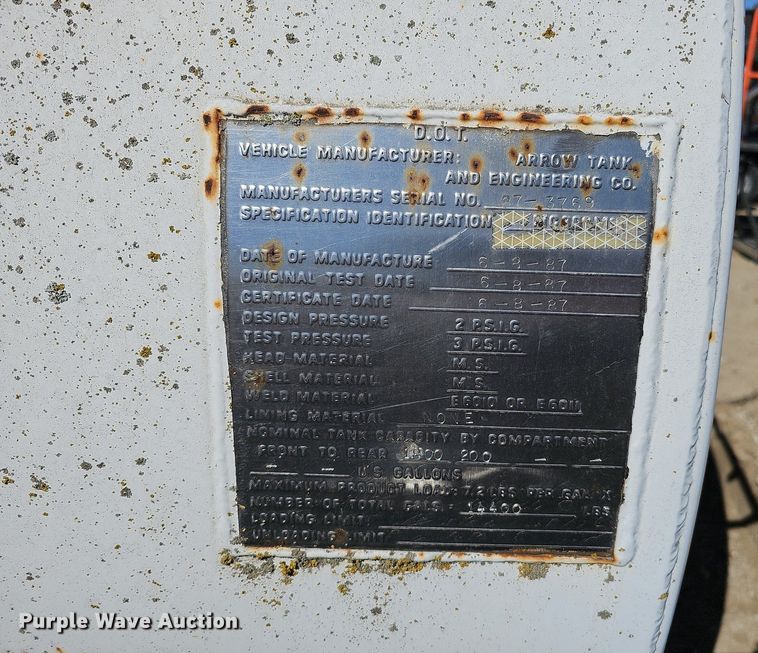 D.O.T.
VEHICLE MANUFACTURER: ARROW TANK
AND ENGINEERING CO.
MANUFACTURERS SERIAL NO. 87-3769
SPECIFICATION IDENTIFICATION
DATE OF MANUFACTURE 6-8-87
ORIGINAL TEST DATE 6-8-87
CERTIFICATE DATE 6-8-87
DESIGN PRESSURE 2 P.S.I.G.
TEST PRESSURE 3 P.S.I.G.
HEAD MATERIAL M.S.
SHELL MATERIAL M.S.
WELD MATERIAL E6010 OR E6011
LINING MATERIAL NONE
NOMINAL TANK CAPACITY BY COMPARTMENT
FRONT TO REAR 1800 200 - -
- - U.S. GALLONS
MAXIMUM PRODUCT LOAD = 7.2 LBS PER GAL X
NUMBER OF TOTAL GALS = 14400 LBS
LOADING LIMIT:
UNLOADING LIMIT
Purple Wave Auction